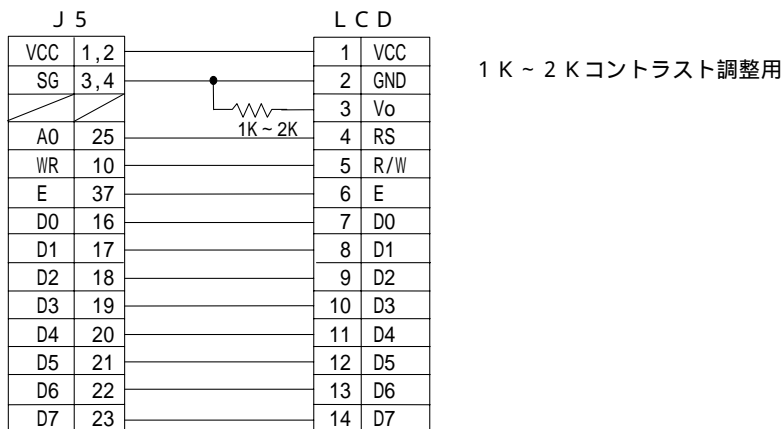 Ｊ５ ＬＣＤ
VCC 1,2 1 VCC
１Ｋ～２Ｋコントラスト調整用
SG 3,4 2 GND
3 Vo
1K～2K
A0 25 4 RS
WR 10 5 R/W
E 37 6 E
D0 16 7 D0
D1 17 8 D1
D2 18 9 D2
D3 19 10 D3
D4 20 11 D4
D5 21 12 D5
D6 22 13 D6
D7 23 14 D7